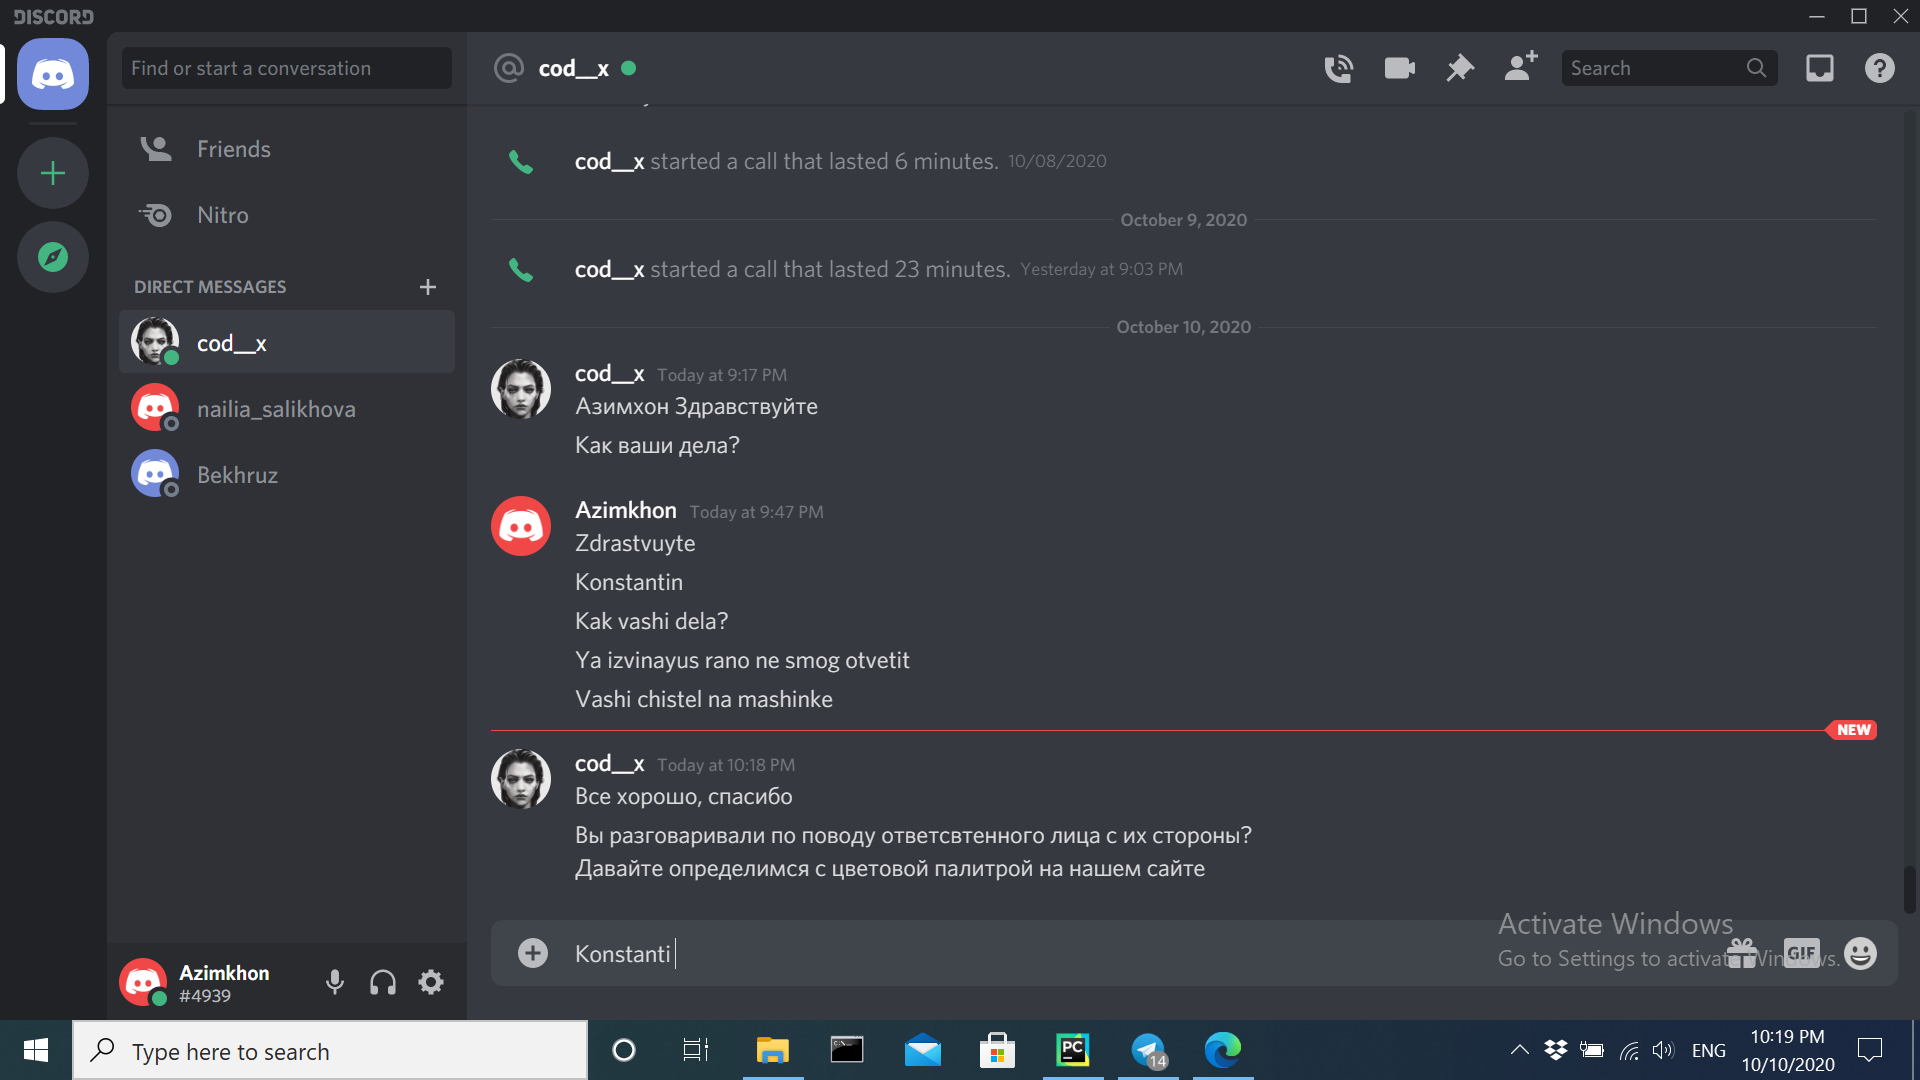 DISCORD
Find or start a conversation
cod__x
Search
Friends
Nitro
DIRECT MESSAGES
cod__x
nailia_salikhova
Bekhruz
Azimkhon
#4939
cod__x started a call that lasted 6 minutes. 10/08/2020
October 9, 2020
cod__x started a call that lasted 23 minutes. Yesterday at 9:03 PM
October 10, 2020
cod__x Today at 9:17 PM
Азимхон Здравствуйте
Как ваши дела?
Azimkhon Today at 9:47 PM
Zdrastvuyte
Konstantin
Kak vashi dela?
Ya izvinayus rano ne smog otvetit
Vashi chistel na mashinke
NEW
cod__x Today at 10:18 PM
Все хорошо, спасибо
Вы разговаривали по поводу ответсвтенного лица с их стороны?
Давайте определимся с цветовой палитрой на нашем сайте
Konstanti
GIF
Activate Windows
Go to Settings to activate Windows.
Type here to search
PC
14
ENG
10:19 PM
10/10/2020